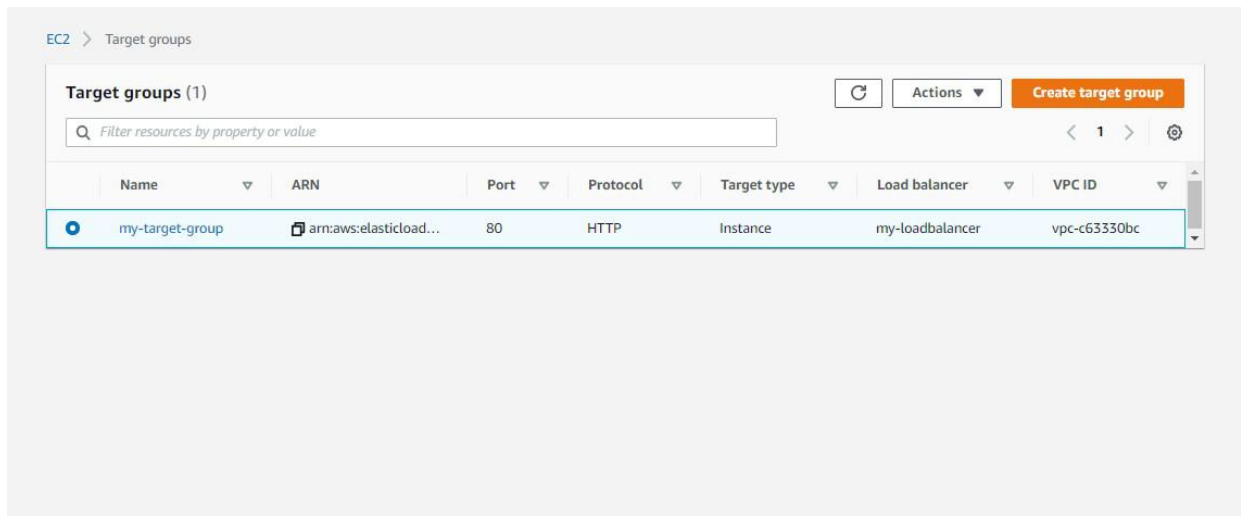 EC2 > Target groups
Target groups (1)
Actions
Create target group
Filter resources by property or value
1
Name ARN Port Protocol Target type Load balancer VPC ID
my-target-group arn:aws:elasticload... 80 HTTP Instance my-loadbalancer vpc-c63330bc